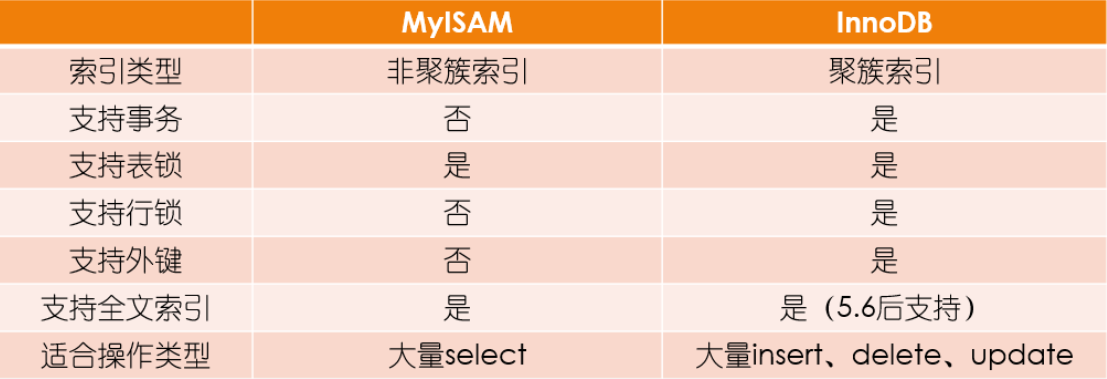 MyISAM InnoDB
索引类型 非聚簇索引 聚簇索引
支持事务 否 是
支持表锁 是 是
支持行锁 否 是
支持外键 否 是
支持全文索引 是 是（5.6后支持）
适合操作类型 大量select 大量insert、delete、update